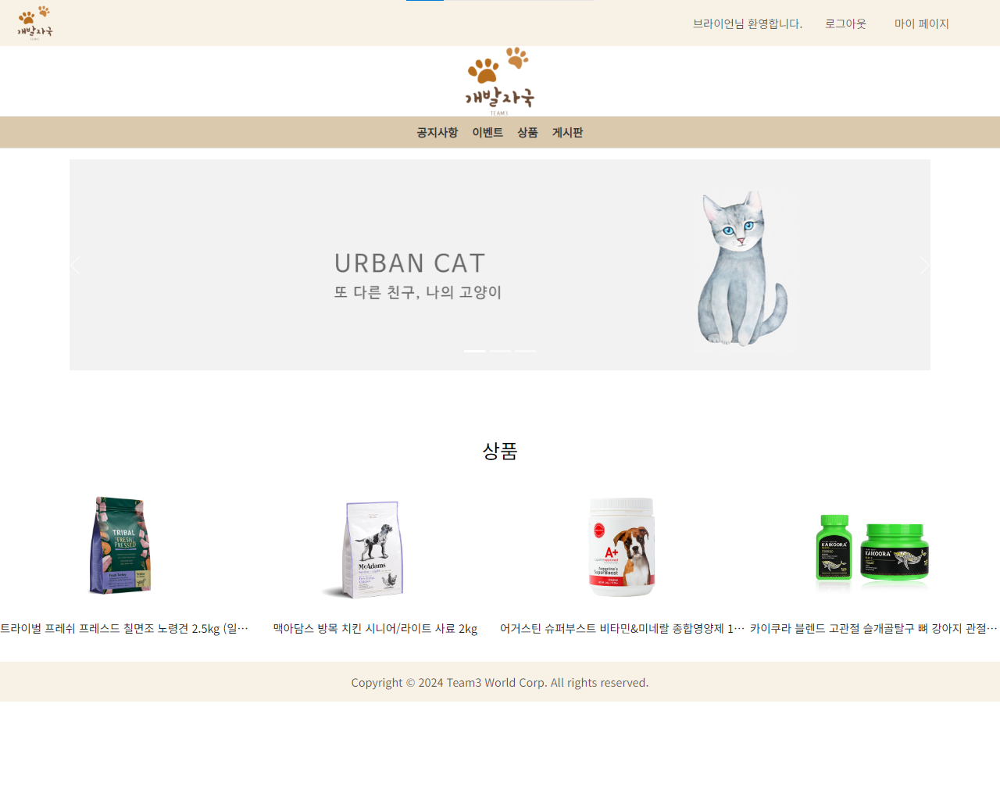 개발자국
TEAM3
브라이언님 환영합니다. 로그아웃 마이 페이지
개발자국
TEAM3
공지사항 이벤트 상품 게시판
URBAN CAT
또 다른 친구, 나의 고양이
상품
TRIBAL
FRESH
PRESSED
Fresh Turkey
McAdams
A+
Augustine's
SuperBoost
KAIKOORA
KAIKOORA
트라이벌 프레쉬 프레스드 칠면조 노령견 2.5kg (일… 맥아담스 방목 치킨 시니어/라이트 사료 2kg 어거스틴 슈퍼부스트 비타민&미네랄 종합영양제 1… 카이쿠라 블렌드 고관절 슬개골탈구 뼈 강아지 관절…
Copyright © 2024 Team3 World Corp. All rights reserved.